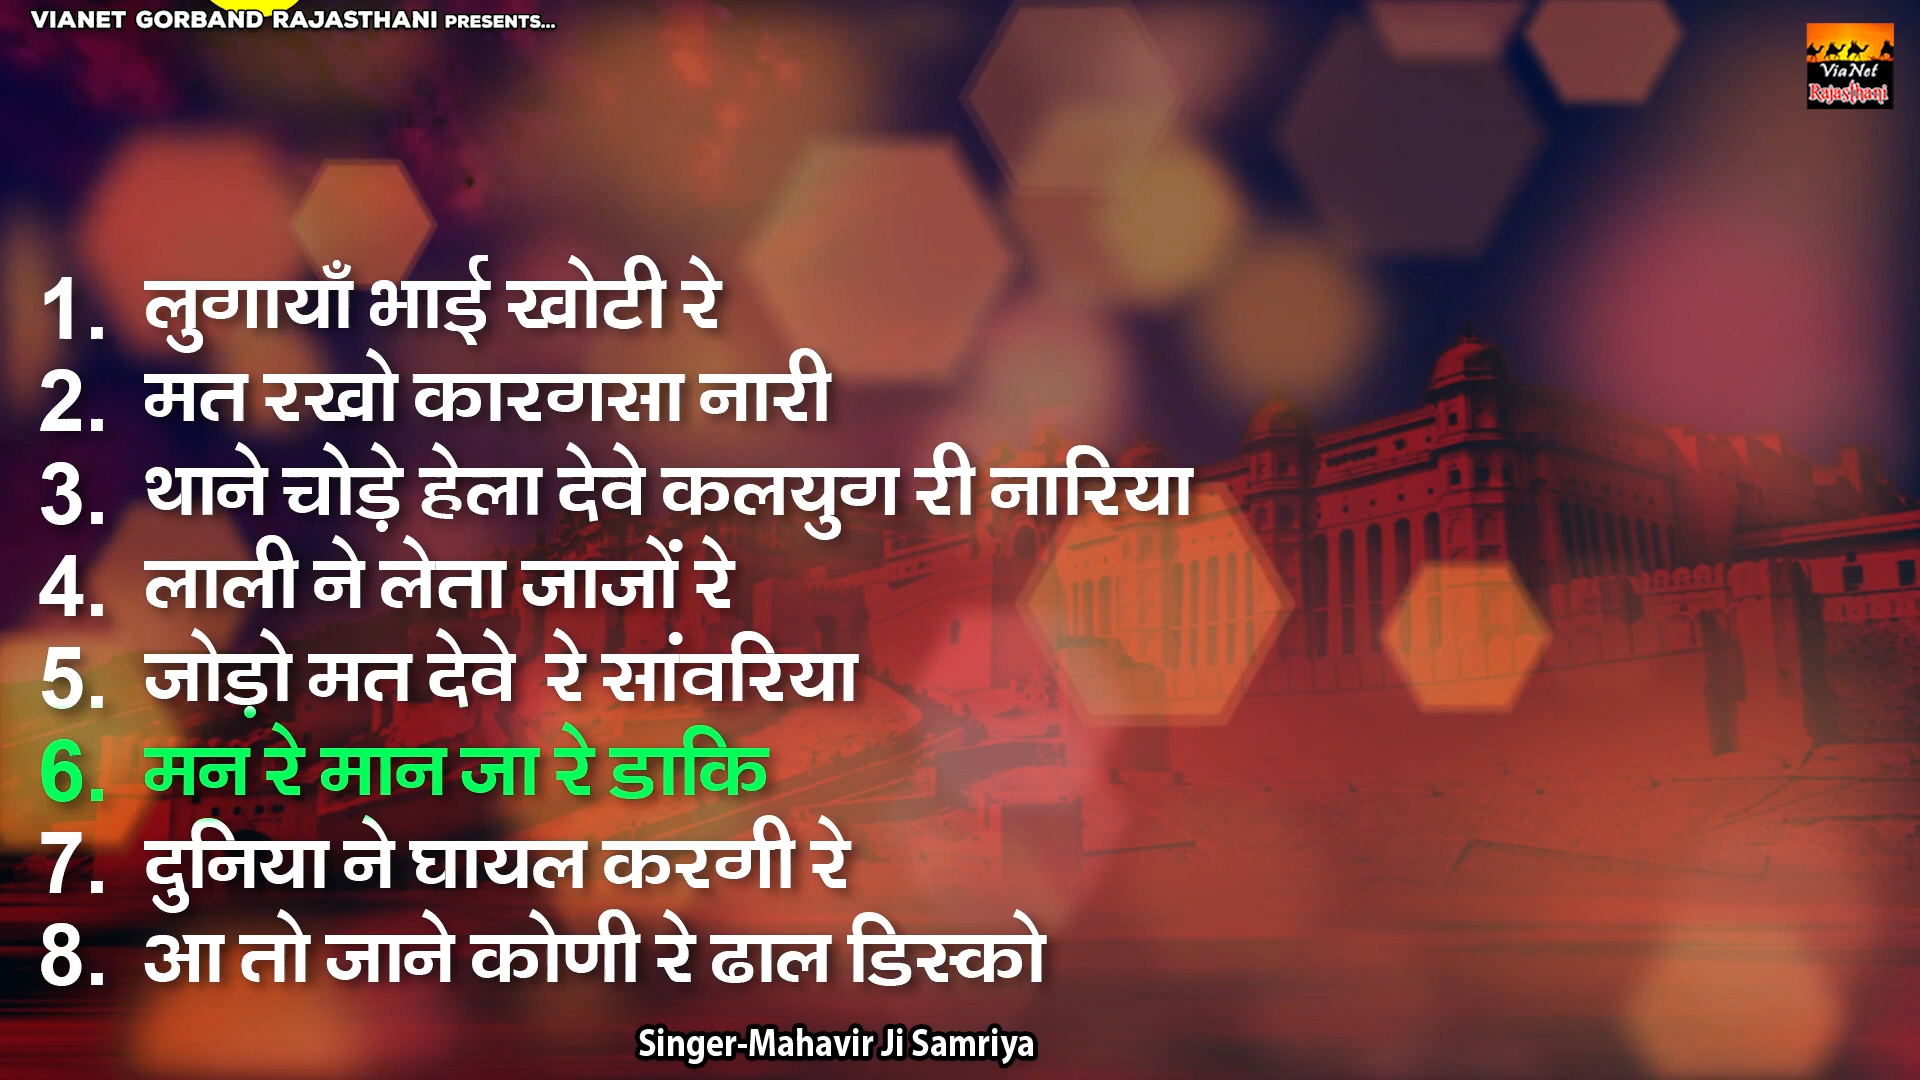 VIANET GORBAND RAJASTHANI PRESENTS...
ViaNet
Rajasthani
1. लुगायाँ भाई खोटी रे
2. मत रखो कारगसा नारी
3. थाने चोड़े हेला देवे कलयुग री नारिया
4. लाली ने लेता जाजों रे
5. जोड़ो मत देवे रे सांवरिया
6. मन रे मान जा रे डाकि
7. दुनिया ने घायल करगी रे
8. आ तो जाने कोणी रे ढाल डिस्को
Singer-Mahavir Ji Samriya